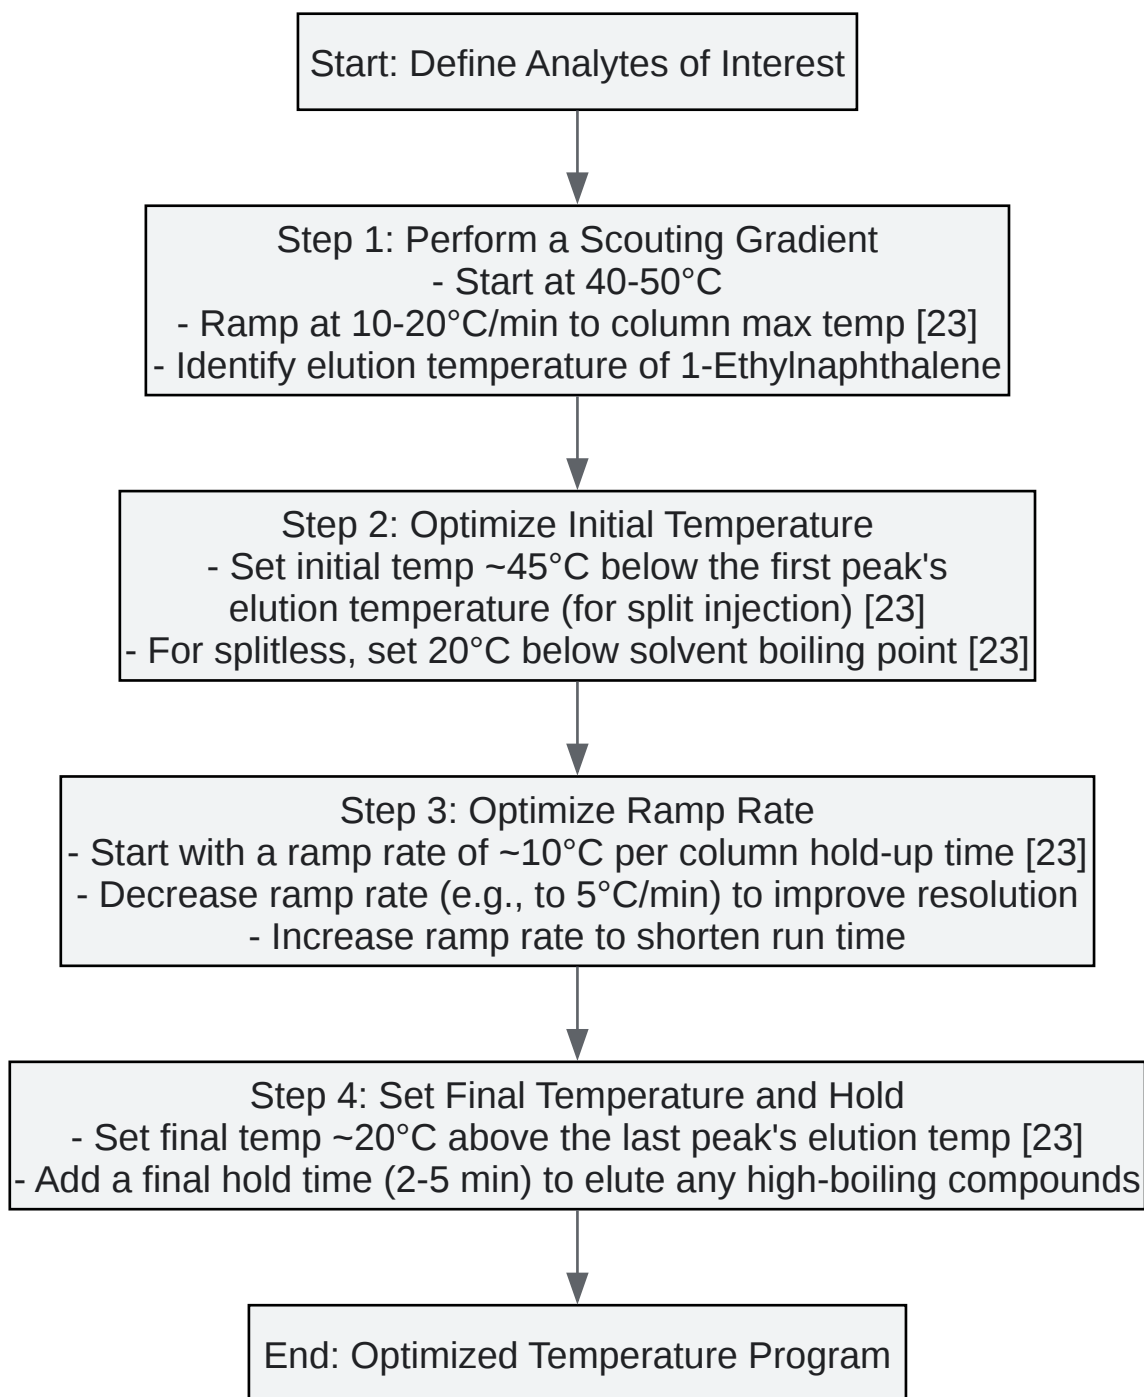 Start: Define Analytes of Interest
Step 1: Perform a Scouting Gradient
- Start at 40-50°C
- Ramp at 10-20°C/min to column max temp [23]
- Identify elution temperature of 1-Ethylnaphthalene
Step 2: Optimize Initial Temperature
- Set initial temp ~45°C below the first peak's
elution temperature (for split injection) [23]
- For splitless, set 20°C below solvent boiling point [23]
Step 3: Optimize Ramp Rate
- Start with a ramp rate of ~10°C per column hold-up time [23]
- Decrease ramp rate (e.g., to 5°C/min) to improve resolution
- Increase ramp rate to shorten run time
Step 4: Set Final Temperature and Hold
- Set final temp ~20°C above the last peak's elution temp [23]
- Add a final hold time (2-5 min) to elute any high-boiling compounds
End: Optimized Temperature Program